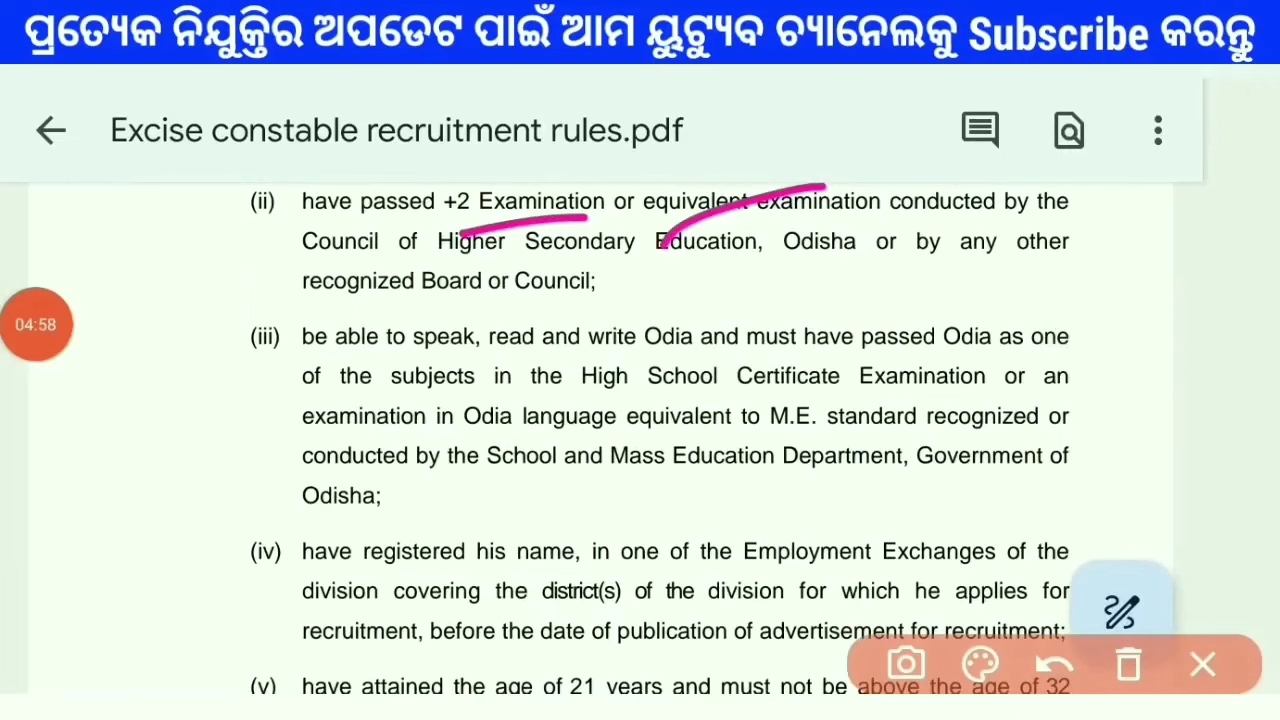 ପ୍ରତ୍ୟେକ ନିଯୁକ୍ତିର ଅପଡେଟ ପାଇଁ ଆମ ୟୁଟ୍ୟୁବ ଚ୍ୟାନେଲକୁ Subscribe କରନ୍ତୁ
Excise constable recruitment rules.pdf
(ii) have passed +2 Examination or equivalent examination conducted by the
Council of Higher Secondary Education, Odisha or by any other
recognized Board or Council;
04:58
(iii) be able to speak, read and write Odia and must have passed Odia as one
of the subjects in the High School Certificate Examination or an
examination in Odia language equivalent to M.E. standard recognized or
conducted by the School and Mass Education Department, Government of
Odisha;
(iv) have registered his name, in one of the Employment Exchanges of the
division covering the district(s) of the division for which he applies for
recruitment, before the date of publication of advertisement for recruitment;
(v) have attained the age of 21 years and must not be above the age of 32